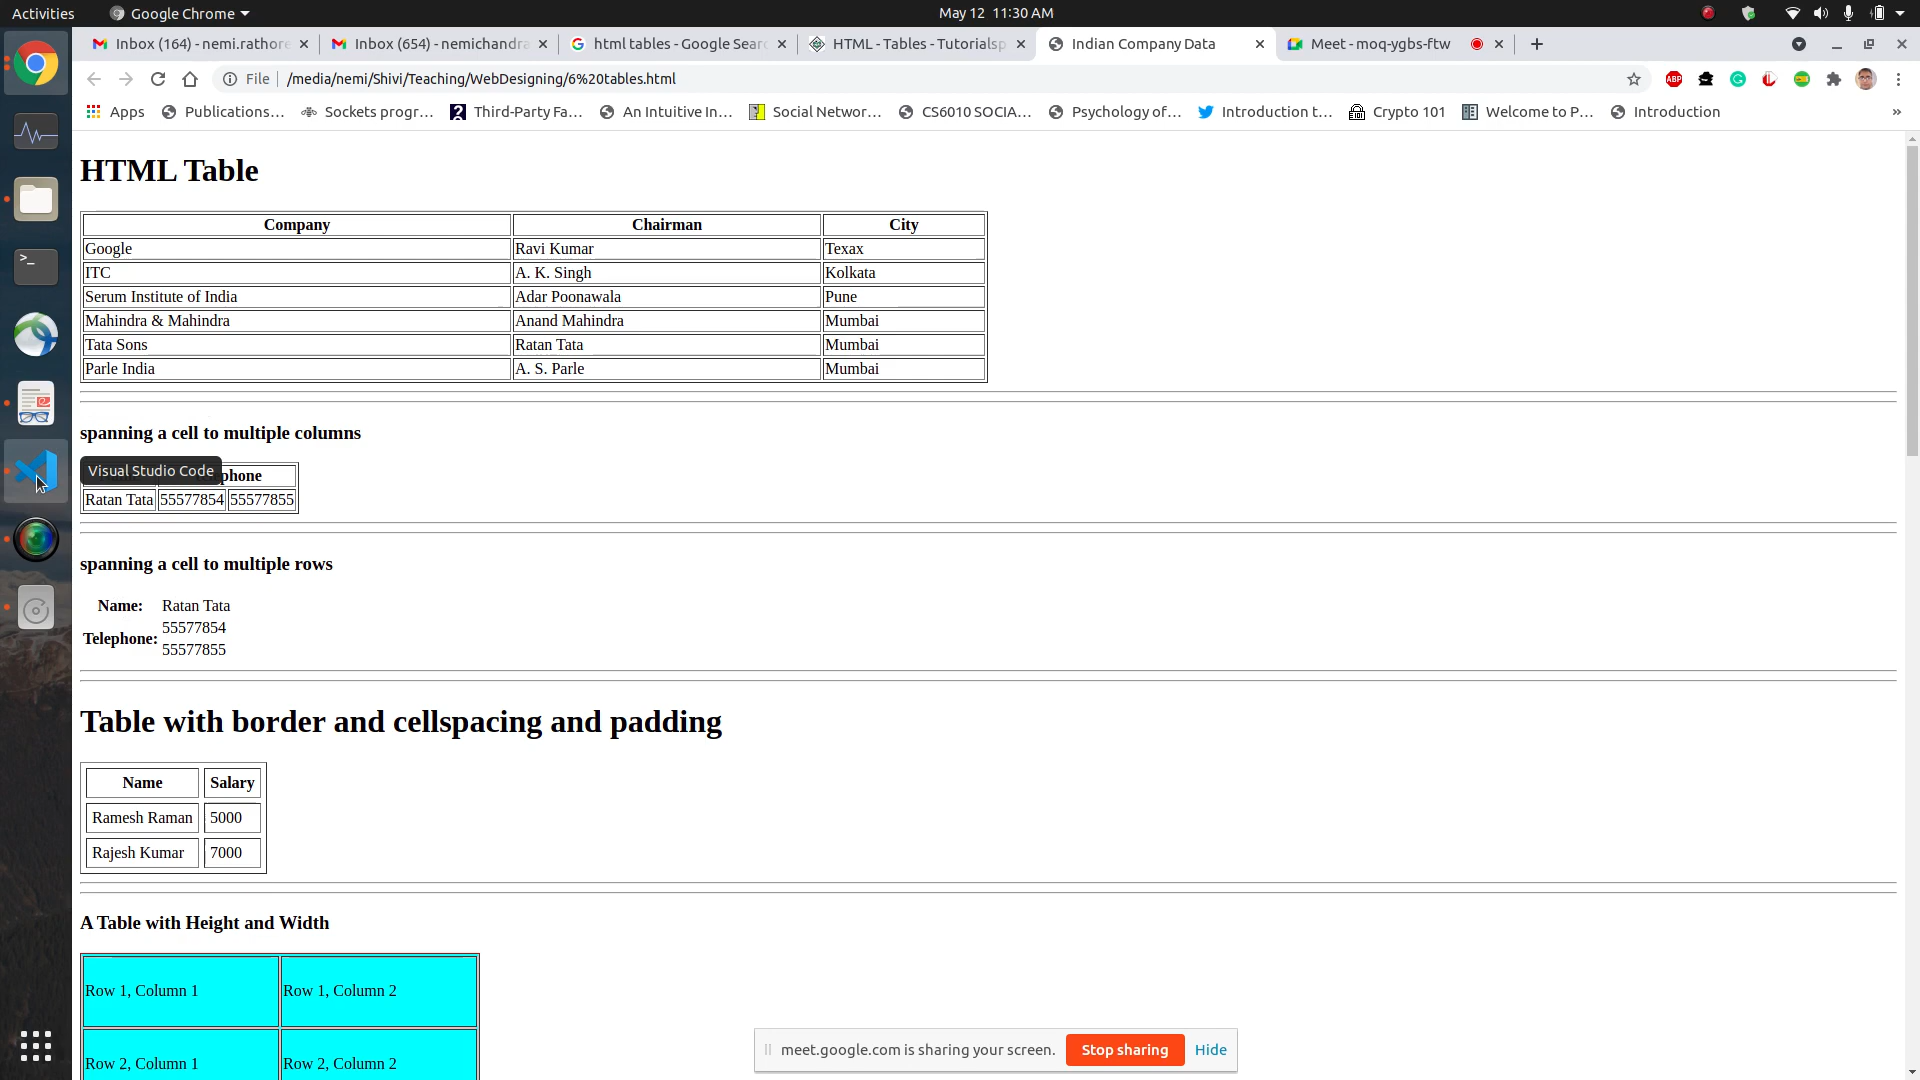 Activities
Google Chrome
May 12 11:30 AM
Inbox (164) - nemi.rathore
Inbox (654) - nemichandra
html tables - Google Searc
HTML - Tables - Tutorialsp
Indian Company Data
Meet - moq-ygbs-ftw
File
/media/nemi/Shivi/Teaching/WebDesigning/6%20tables.html
ABP
Apps
Publications...
Sockets progr...
Third-Party Fa...
An Intuitive In...
Social Networ...
CS6010 SOCIA...
Psychology of...
Introduction t...
Crypto 101
Welcome to P...
Introduction
»
HTML Table
Company Chairman City
Google Ravi Kumar Texax
ITC A. K. Singh Kolkata
Serum Institute of India Adar Poonawala Pune
Mahindra & Mahindra Anand Mahindra Mumbai
Tata Sons Ratan Tata Mumbai
Parle India A. S. Parle Mumbai
spanning a cell to multiple columns
Visual Studio Code
phone
Ratan Tata 55577854 55577855
spanning a cell to multiple rows
Name: Ratan Tata
55577854
Telephone:
55577855
Table with border and cellspacing and padding
Name Salary
Ramesh Raman 5000
Rajesh Kumar 7000
A Table with Height and Width
Row 1, Column 1 Row 1, Column 2
Row 2, Column 1 Row 2, Column 2
meet.google.com is sharing your screen.
Stop sharing
Hide